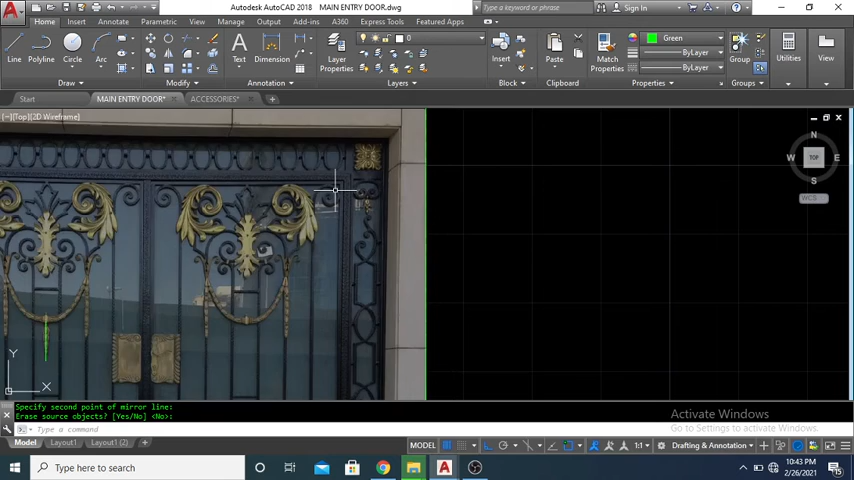 Autodesk AutoCAD 2018 MAIN ENTRY DOOR.dwg
Type a keyword or phrase
Sign In
Home Insert Annotate Parametric View Manage Output Add-ins A360 Express Tools Featured Apps
Line Polyline Circle Arc Text Dimension Layer Properties 0 Insert Paste Match Properties Green ByLayer ByLayer Group Utilities View
Draw Modify Annotation Layers Block Clipboard Properties Groups
Start MAIN ENTRY DOOR* ACCESSORIES*
[−][Top][2D Wireframe]
N
W TOP E
S
WCS
Y
X
Specify second point of mirror line:
Erase source objects? [Yes/No] <No>:
Type a command
Activate Windows
Go to Settings to activate Windows.
Model Layout1 Layout1 (2)
MODEL 1:1 Drafting & Annotation
Type here to search
10:43 PM
2/26/2021
15